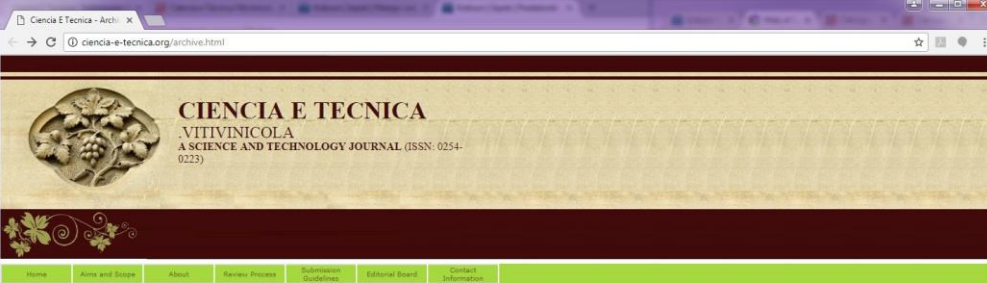 Ciencia E Tecnica - Archi
ciencia-e-tecnica.org/archive.html
CIENCIA E TECNICA
.VITIVINICOLA
A SCIENCE AND TECHNOLOGY JOURNAL (ISSN: 0254-
0223)
Home Aims and Scope About Review Process Submission Guidelines Editorial Board Contact Information